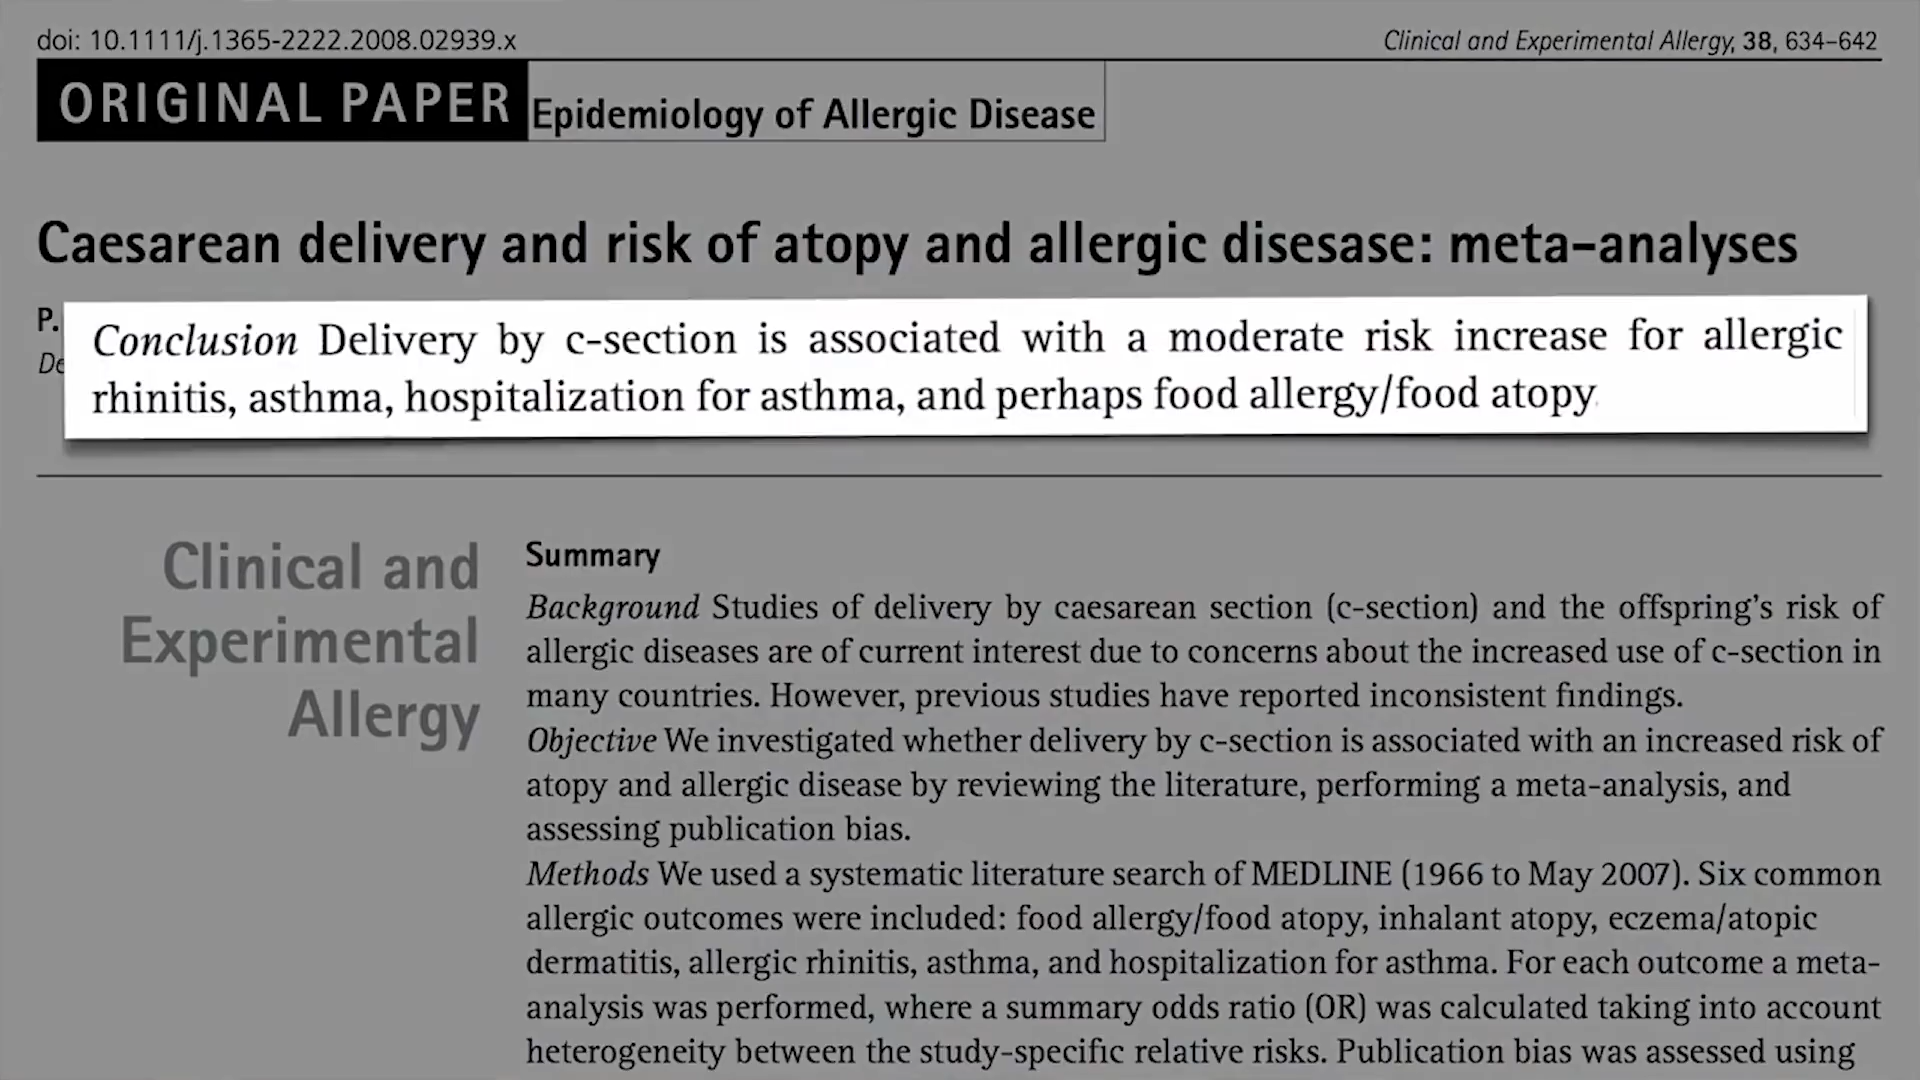 doi: 10.1111/j.1365-2222.2008.02939.x
Clinical and Experimental Allergy, 38, 634–642
ORIGINAL PAPER
Epidemiology of Allergic Disease
Caesarean delivery and risk of atopy and allergic disesase: meta-analyses
P.
De
Conclusion Delivery by c-section is associated with a moderate risk increase for allergic
rhinitis, asthma, hospitalization for asthma, and perhaps food allergy/food atopy
Clinical and
Experimental
Allergy
Summary
Background Studies of delivery by caesarean section (c-section) and the offspring's risk of
allergic diseases are of current interest due to concerns about the increased use of c-section in
many countries. However, previous studies have reported inconsistent findings.
Objective We investigated whether delivery by c-section is associated with an increased risk of
atopy and allergic disease by reviewing the literature, performing a meta-analysis, and
assessing publication bias.
Methods We used a systematic literature search of MEDLINE (1966 to May 2007). Six common
allergic outcomes were included: food allergy/food atopy, inhalant atopy, eczema/atopic
dermatitis, allergic rhinitis, asthma, and hospitalization for asthma. For each outcome a meta-
analysis was performed, where a summary odds ratio (OR) was calculated taking into account
heterogeneity between the study-specific relative risks. Publication bias was assessed using